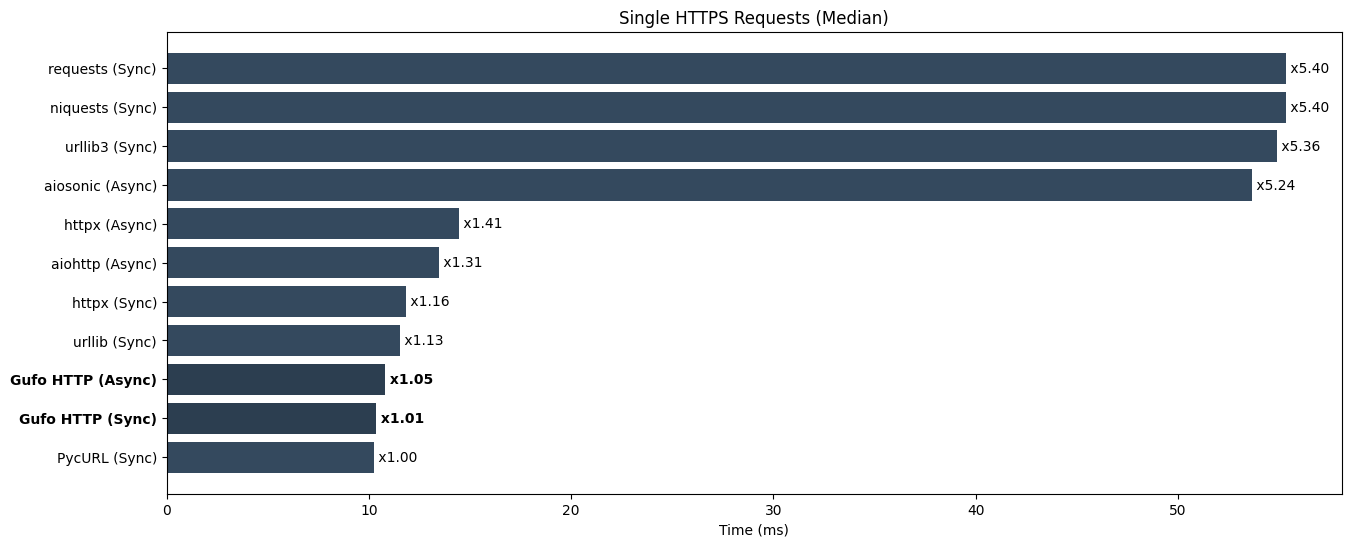 Single HTTPS Requests (Median)
requests (Sync) x5.40
niquests (Sync) x5.40
urllib3 (Sync) x5.36
aiosonic (Async) x5.24
httpx (Async) x1.41
aiohttp (Async) x1.31
httpx (Sync) x1.16
urllib (Sync) x1.13
Gufo HTTP (Async) x1.05
Gufo HTTP (Sync) x1.01
PycURL (Sync) x1.00
0 10 20 30 40 50
Time (ms)